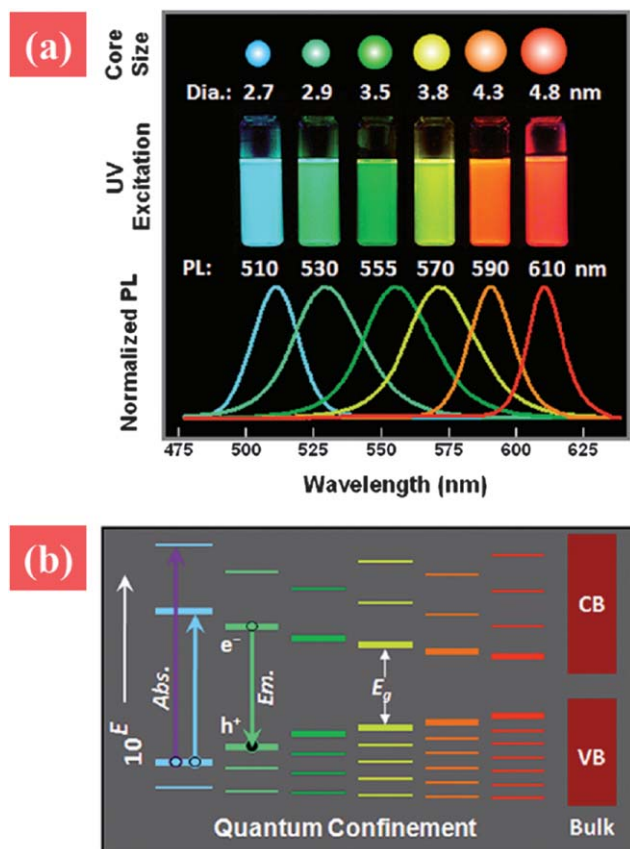 (a)
Core Size
Dia.: 2.7 2.9 3.5 3.8 4.3 4.8 nm
UV Excitation
PL: 510 530 555 570 590 610 nm
Normalized PL
475 500 525 550 575 600 625
Wavelength (nm)
(b)
10^E
Abs.
e⁻
h⁺
Em.
E_g
CB
VB
Quantum Confinement
Bulk